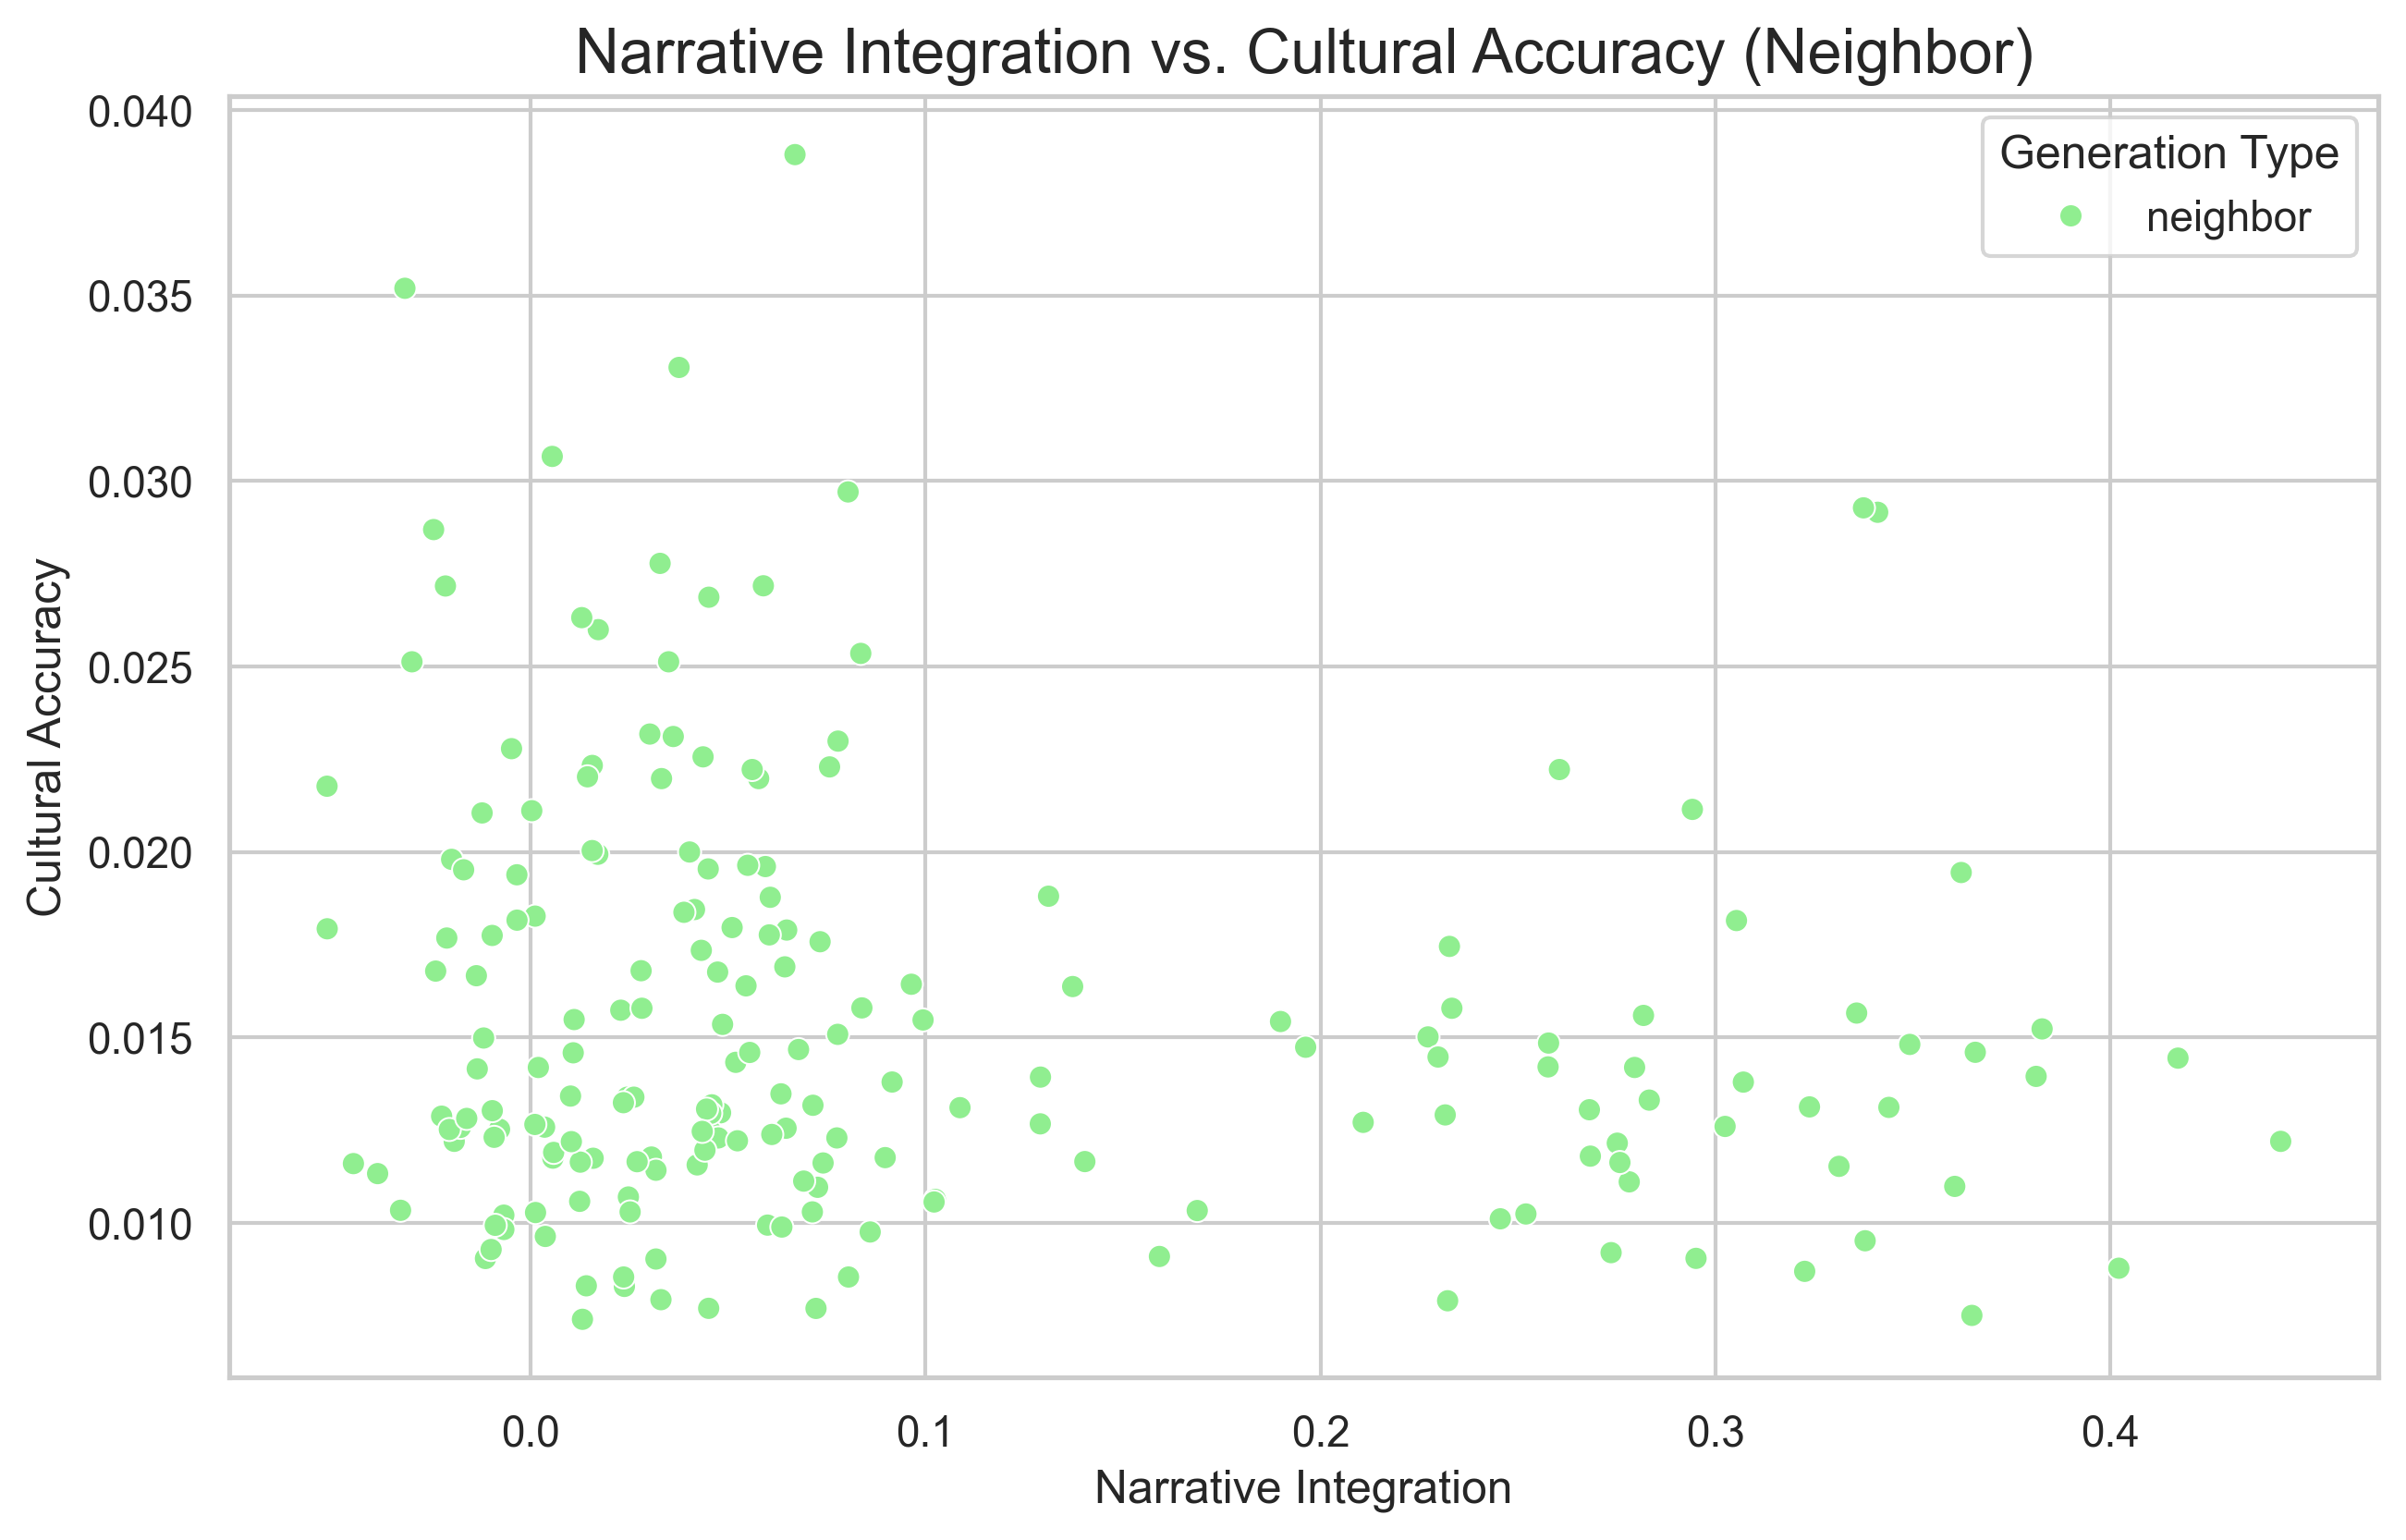 Narrative Integration vs. Cultural Accuracy (Neighbor)
Generation Type
neighbor
Cultural Accuracy
0.040
0.035
0.030
0.025
0.020
0.015
0.010
0.0 0.1 0.2 0.3 0.4
Narrative Integration